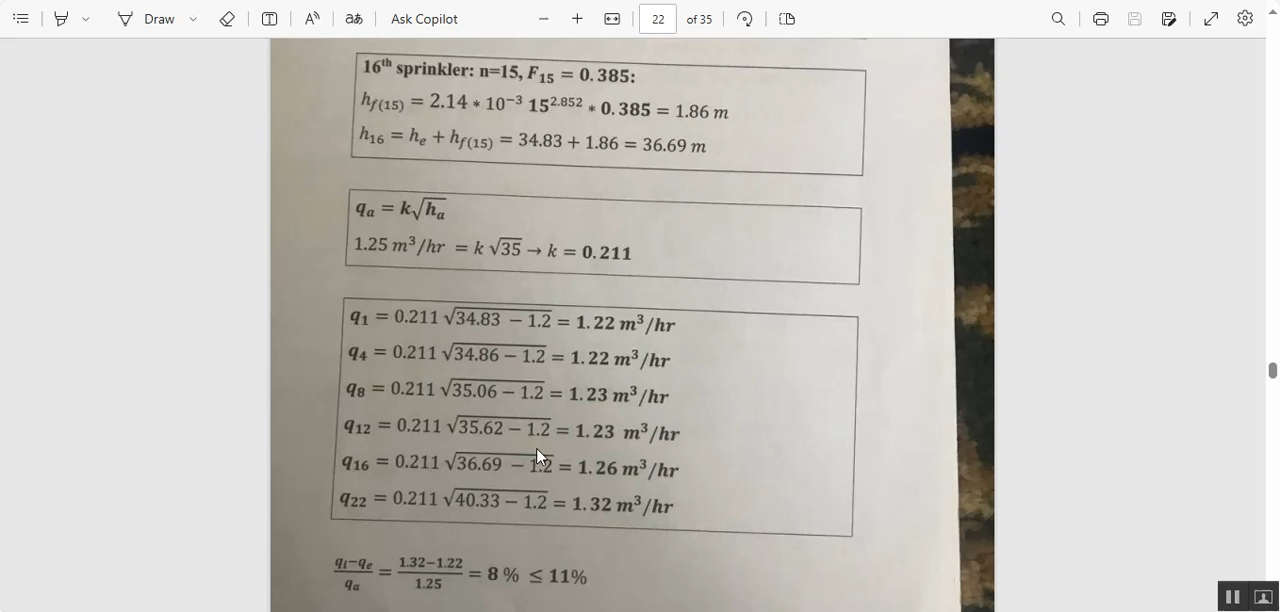 Draw
aあ
Ask Copilot
22 of 35
16th sprinkler: n=15, F15 = 0.385:
hf(15) = 2.14 * 10−3 15^2.852 * 0.385 = 1.86 m
h16 = he + hf(15) = 34.83 + 1.86 = 36.69 m
qa = k√ha
1.25 m3/hr = k √35 → k = 0.211
q1 = 0.211 √34.83 − 1.2 = 1.22 m3/hr
q4 = 0.211 √34.86 − 1.2 = 1.22 m3/hr
q8 = 0.211 √35.06 − 1.2 = 1.23 m3/hr
q12 = 0.211 √35.62 − 1.2 = 1.23 m3/hr
q16 = 0.211 √36.69 − 1.2 = 1.26 m3/hr
q22 = 0.211 √40.33 − 1.2 = 1.32 m3/hr
ql−qe/qa = 1.32−1.22/1.25 = 8 % ≤ 11%